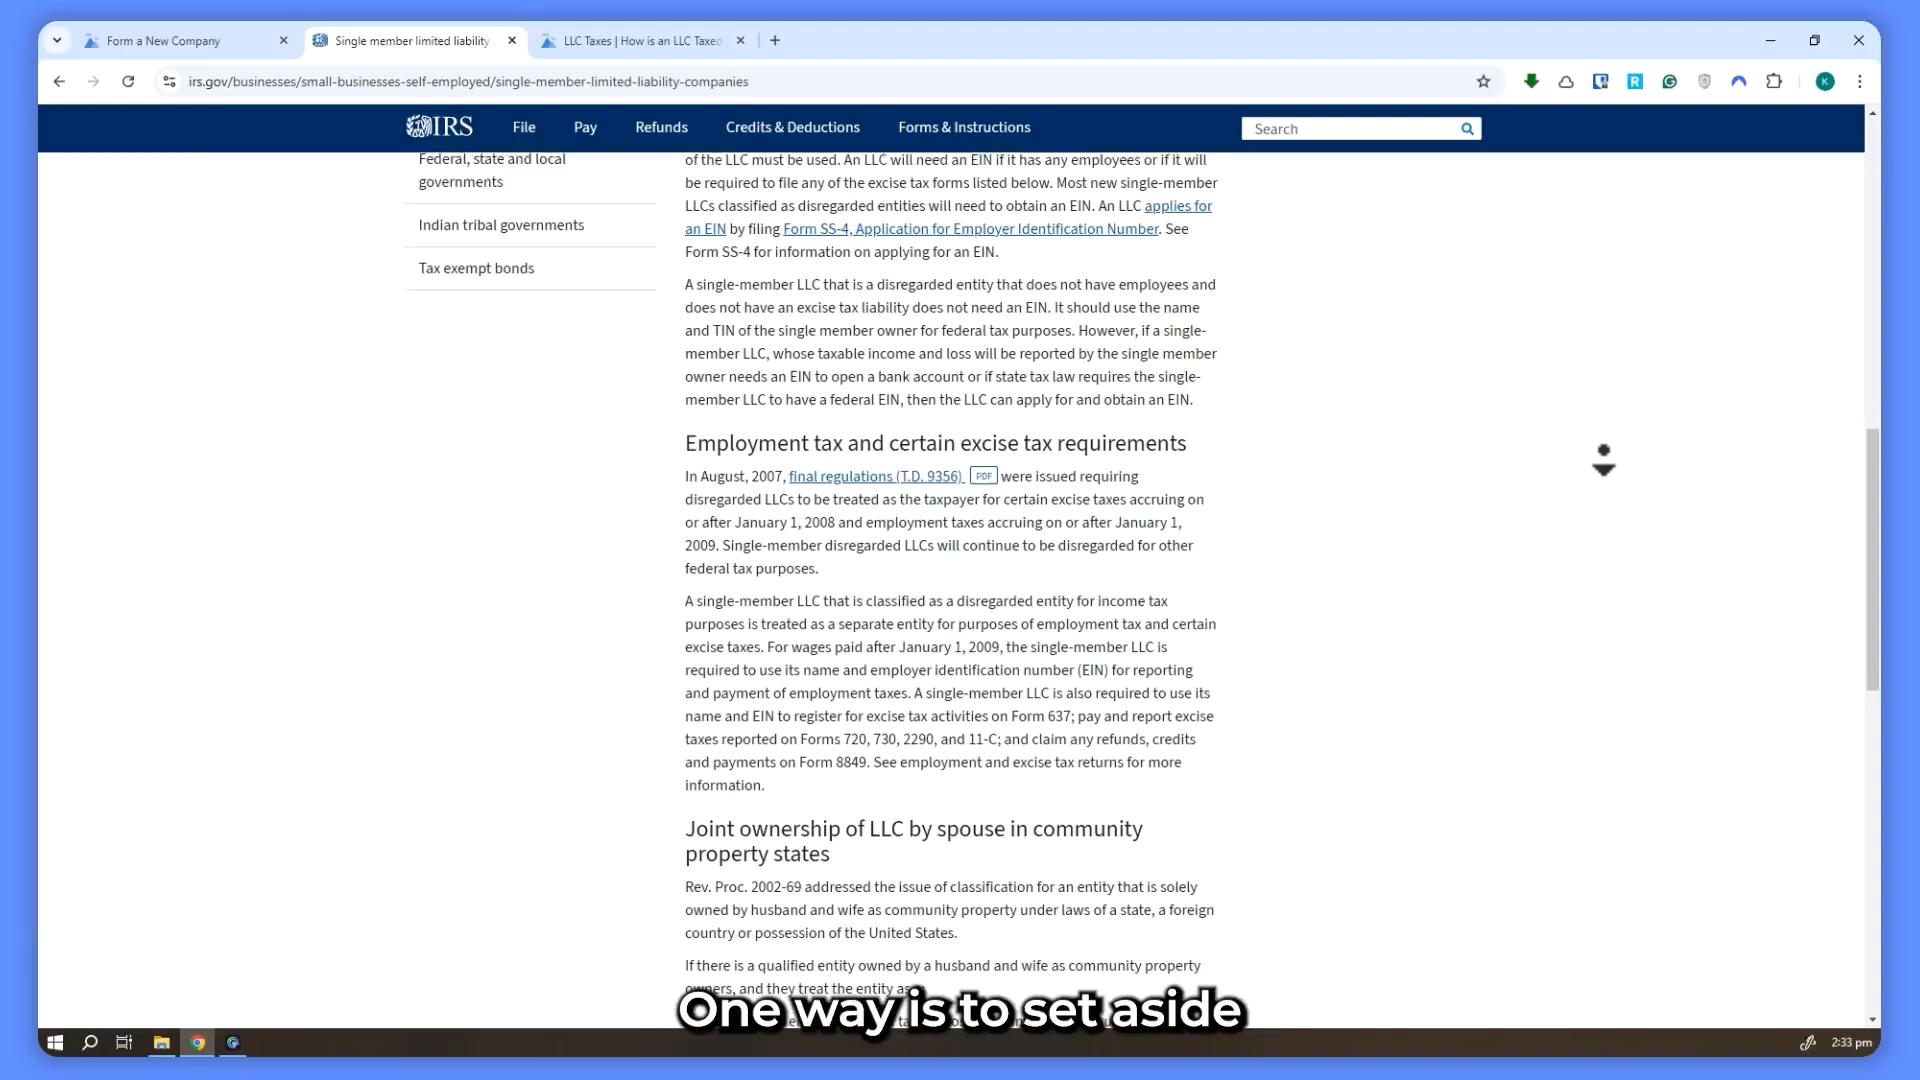 Form a New Company
Single member limited liability
LLC Taxes | How is an LLC Taxed
irs.gov/businesses/small-businesses-self-employed/single-member-limited-liability-companies
K
IRS
File
Pay
Refunds
Credits & Deductions
Forms & Instructions
Search
Federal, state and local
governments
Indian tribal governments
Tax exempt bonds
of the LLC must be used. An LLC will need an EIN if it has any employees or if it will
be required to file any of the excise tax forms listed below. Most new single-member
LLCs classified as disregarded entities will need to obtain an EIN. An LLC applies for
an EIN by filing Form SS-4, Application for Employer Identification Number. See
Form SS-4 for information on applying for an EIN.
A single-member LLC that is a disregarded entity that does not have employees and
does not have an excise tax liability does not need an EIN. It should use the name
and TIN of the single member owner for federal tax purposes. However, if a single-
member LLC, whose taxable income and loss will be reported by the single member
owner needs an EIN to open a bank account or if state tax law requires the single-
member LLC to have a federal EIN, then the LLC can apply for and obtain an EIN.
Employment tax and certain excise tax requirements
In August, 2007, final regulations (T.D. 9356) PDF were issued requiring
disregarded LLCs to be treated as the taxpayer for certain excise taxes accruing on
or after January 1, 2008 and employment taxes accruing on or after January 1,
2009. Single-member disregarded LLCs will continue to be disregarded for other
federal tax purposes.
A single-member LLC that is classified as a disregarded entity for income tax
purposes is treated as a separate entity for purposes of employment tax and certain
excise taxes. For wages paid after January 1, 2009, the single-member LLC is
required to use its name and employer identification number (EIN) for reporting
and payment of employment taxes. A single-member LLC is also required to use its
name and EIN to register for excise tax activities on Form 637; pay and report excise
taxes reported on Forms 720, 730, 2290, and 11-C; and claim any refunds, credits
and payments on Form 8849. See employment and excise tax returns for more
information.
Joint ownership of LLC by spouse in community
property states
Rev. Proc. 2002-69 addressed the issue of classification for an entity that is solely
owned by husband and wife as community property under laws of a state, a foreign
country or possession of the United States.
If there is a qualified entity owned by a husband and wife as community property
owners, and they treat the entity as
One way is to set aside
2:33 pm